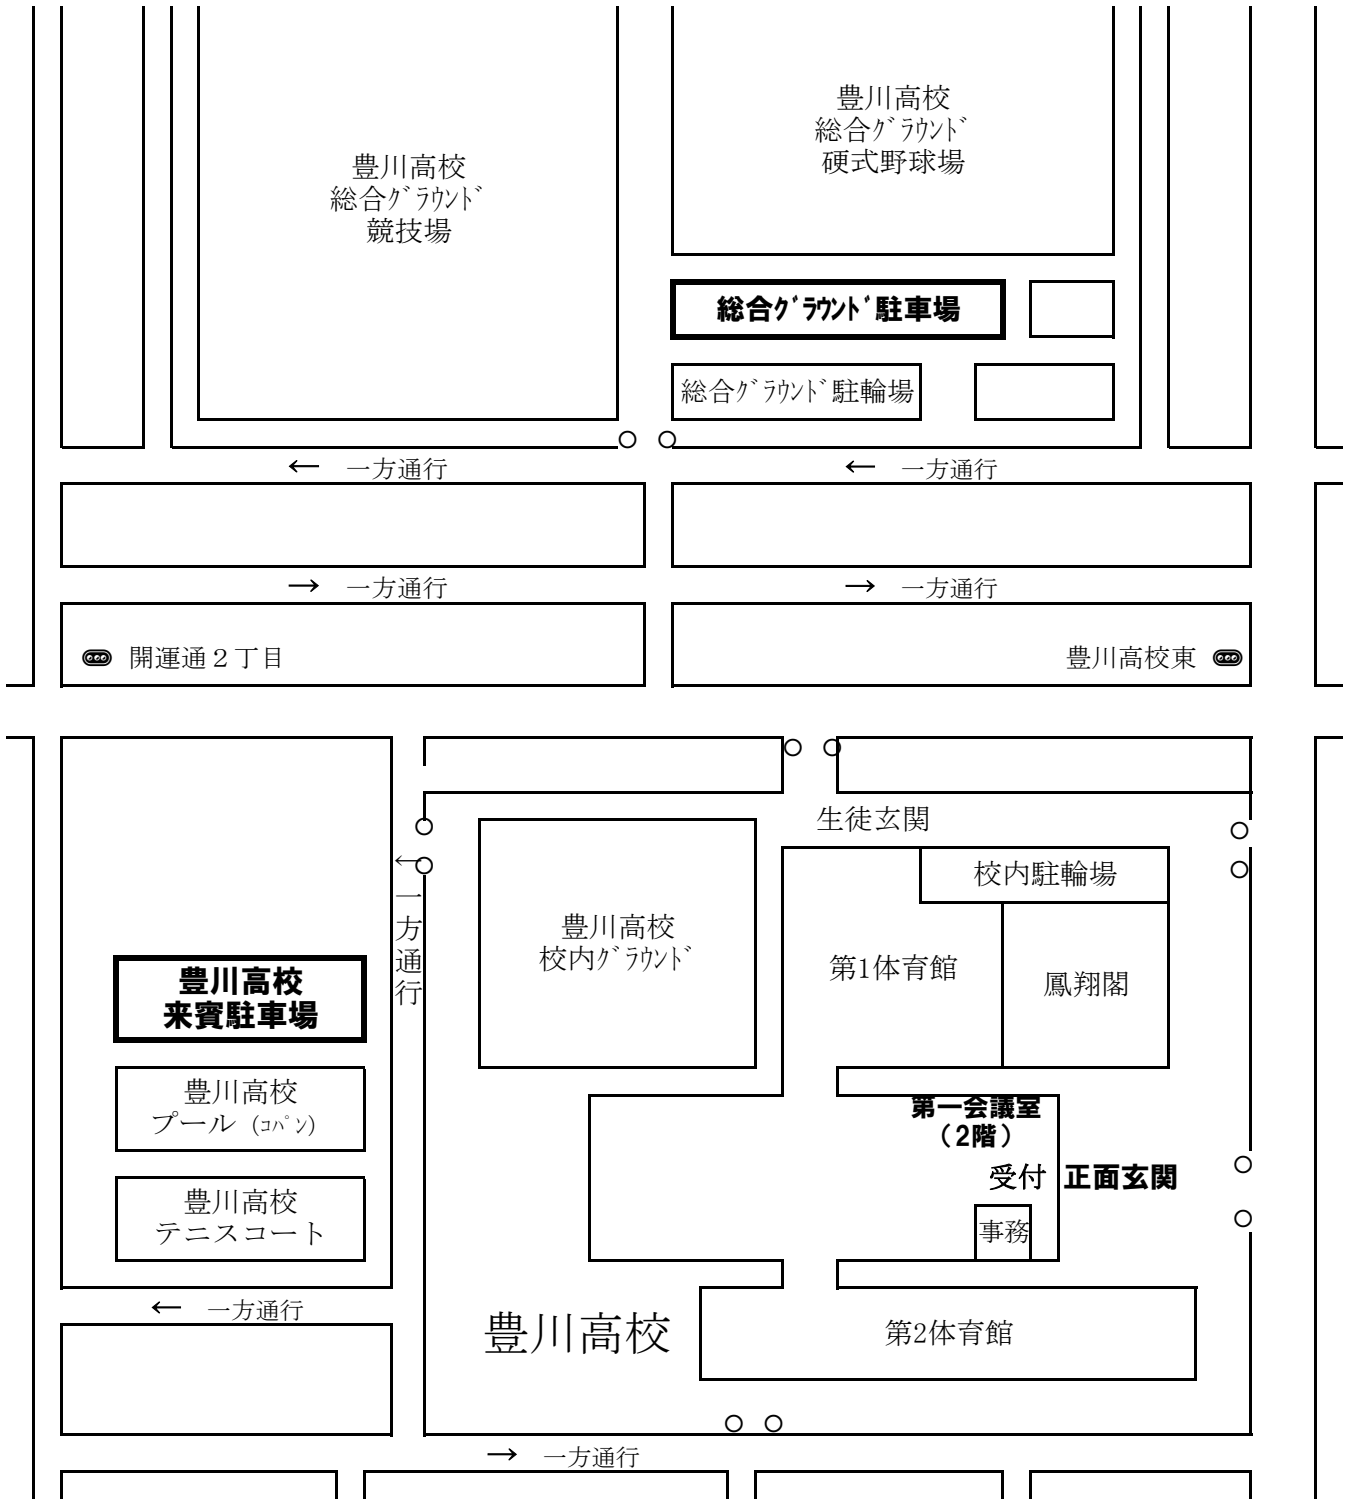 豊川高校
総合ｸﾞﾗｳﾝﾄﾞ
硬式野球場
豊川高校
総合ｸﾞﾗｳﾝﾄﾞ
競技場
総合ｸﾞﾗｳﾝﾄﾞ駐車場
総合ｸﾞﾗｳﾝﾄﾞ駐輪場
← 一方通行
← 一方通行
→ 一方通行
→ 一方通行
開運通２丁目
豊川高校東
生徒玄関
←一方通行
校内駐輪場
豊川高校
校内ｸﾞﾗｳﾝﾄﾞ
第1体育館
鳳翔閣
豊川高校
来賓駐車場
豊川高校
プール (ｺﾊﾟﾝ)
第一会議室
（2階）
受付
正面玄関
豊川高校
テニスコート
事務
← 一方通行
豊川高校
第2体育館
→ 一方通行